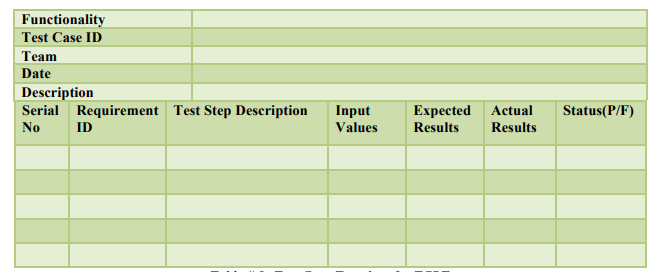 Functionality
Test Case ID
Team
Date
Description
Serial No
Requirement ID
Test Step Description
Input Values
Expected Results
Actual Results
Status(P/F)